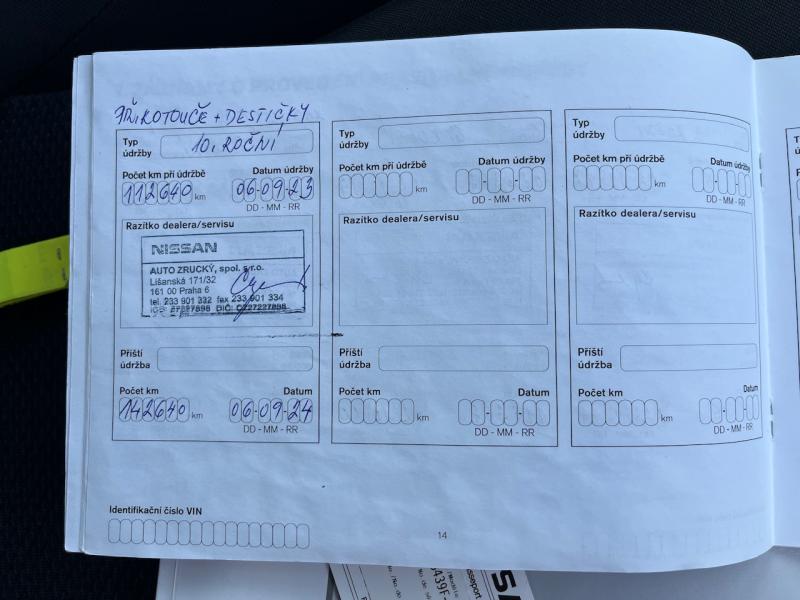 PŘ. KOTOUČE + DESTIČKY
Typ údržby 10. ROČNÍ
Počet km při údržbě Datum údržby
112640 km 06-09-23
DD - MM - RR
Razítko dealera/servisu
NISSAN
AUTO ZRUCKÝ, spol. s r.o.
Lišanská 171/32
161 00 Praha 6
tel. 233 901 332 fax 233 901 334
IČO: 27227898 DIČ: CZ27227898
Příští údržba
Počet km Datum
142640 km 06-09-24
DD - MM - RR
Typ údržby
Počet km při údržbě Datum údržby
km
DD - MM - RR
Razítko dealera/servisu
Příští údržba
Počet km Datum
km
DD - MM - RR
Typ údržby
Počet km při údržbě Datum údržby
km
DD - MM - RR
Razítko dealera/servisu
Příští údržba
Počet km Datum
km
DD - MM - RR
Identifikační číslo VIN
14